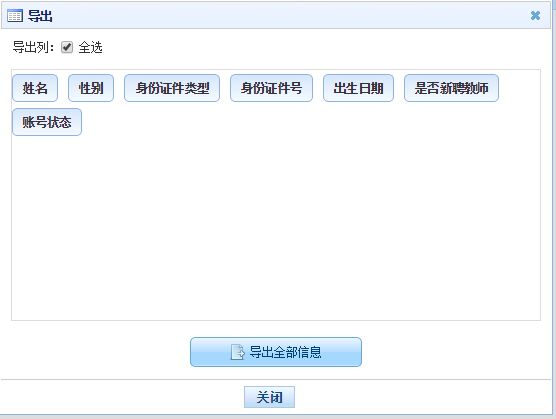 导出
导出列: 全选
姓名 性别 身份证件类型 身份证件号 出生日期 是否新聘教师
账号状态
导出全部信息
关闭